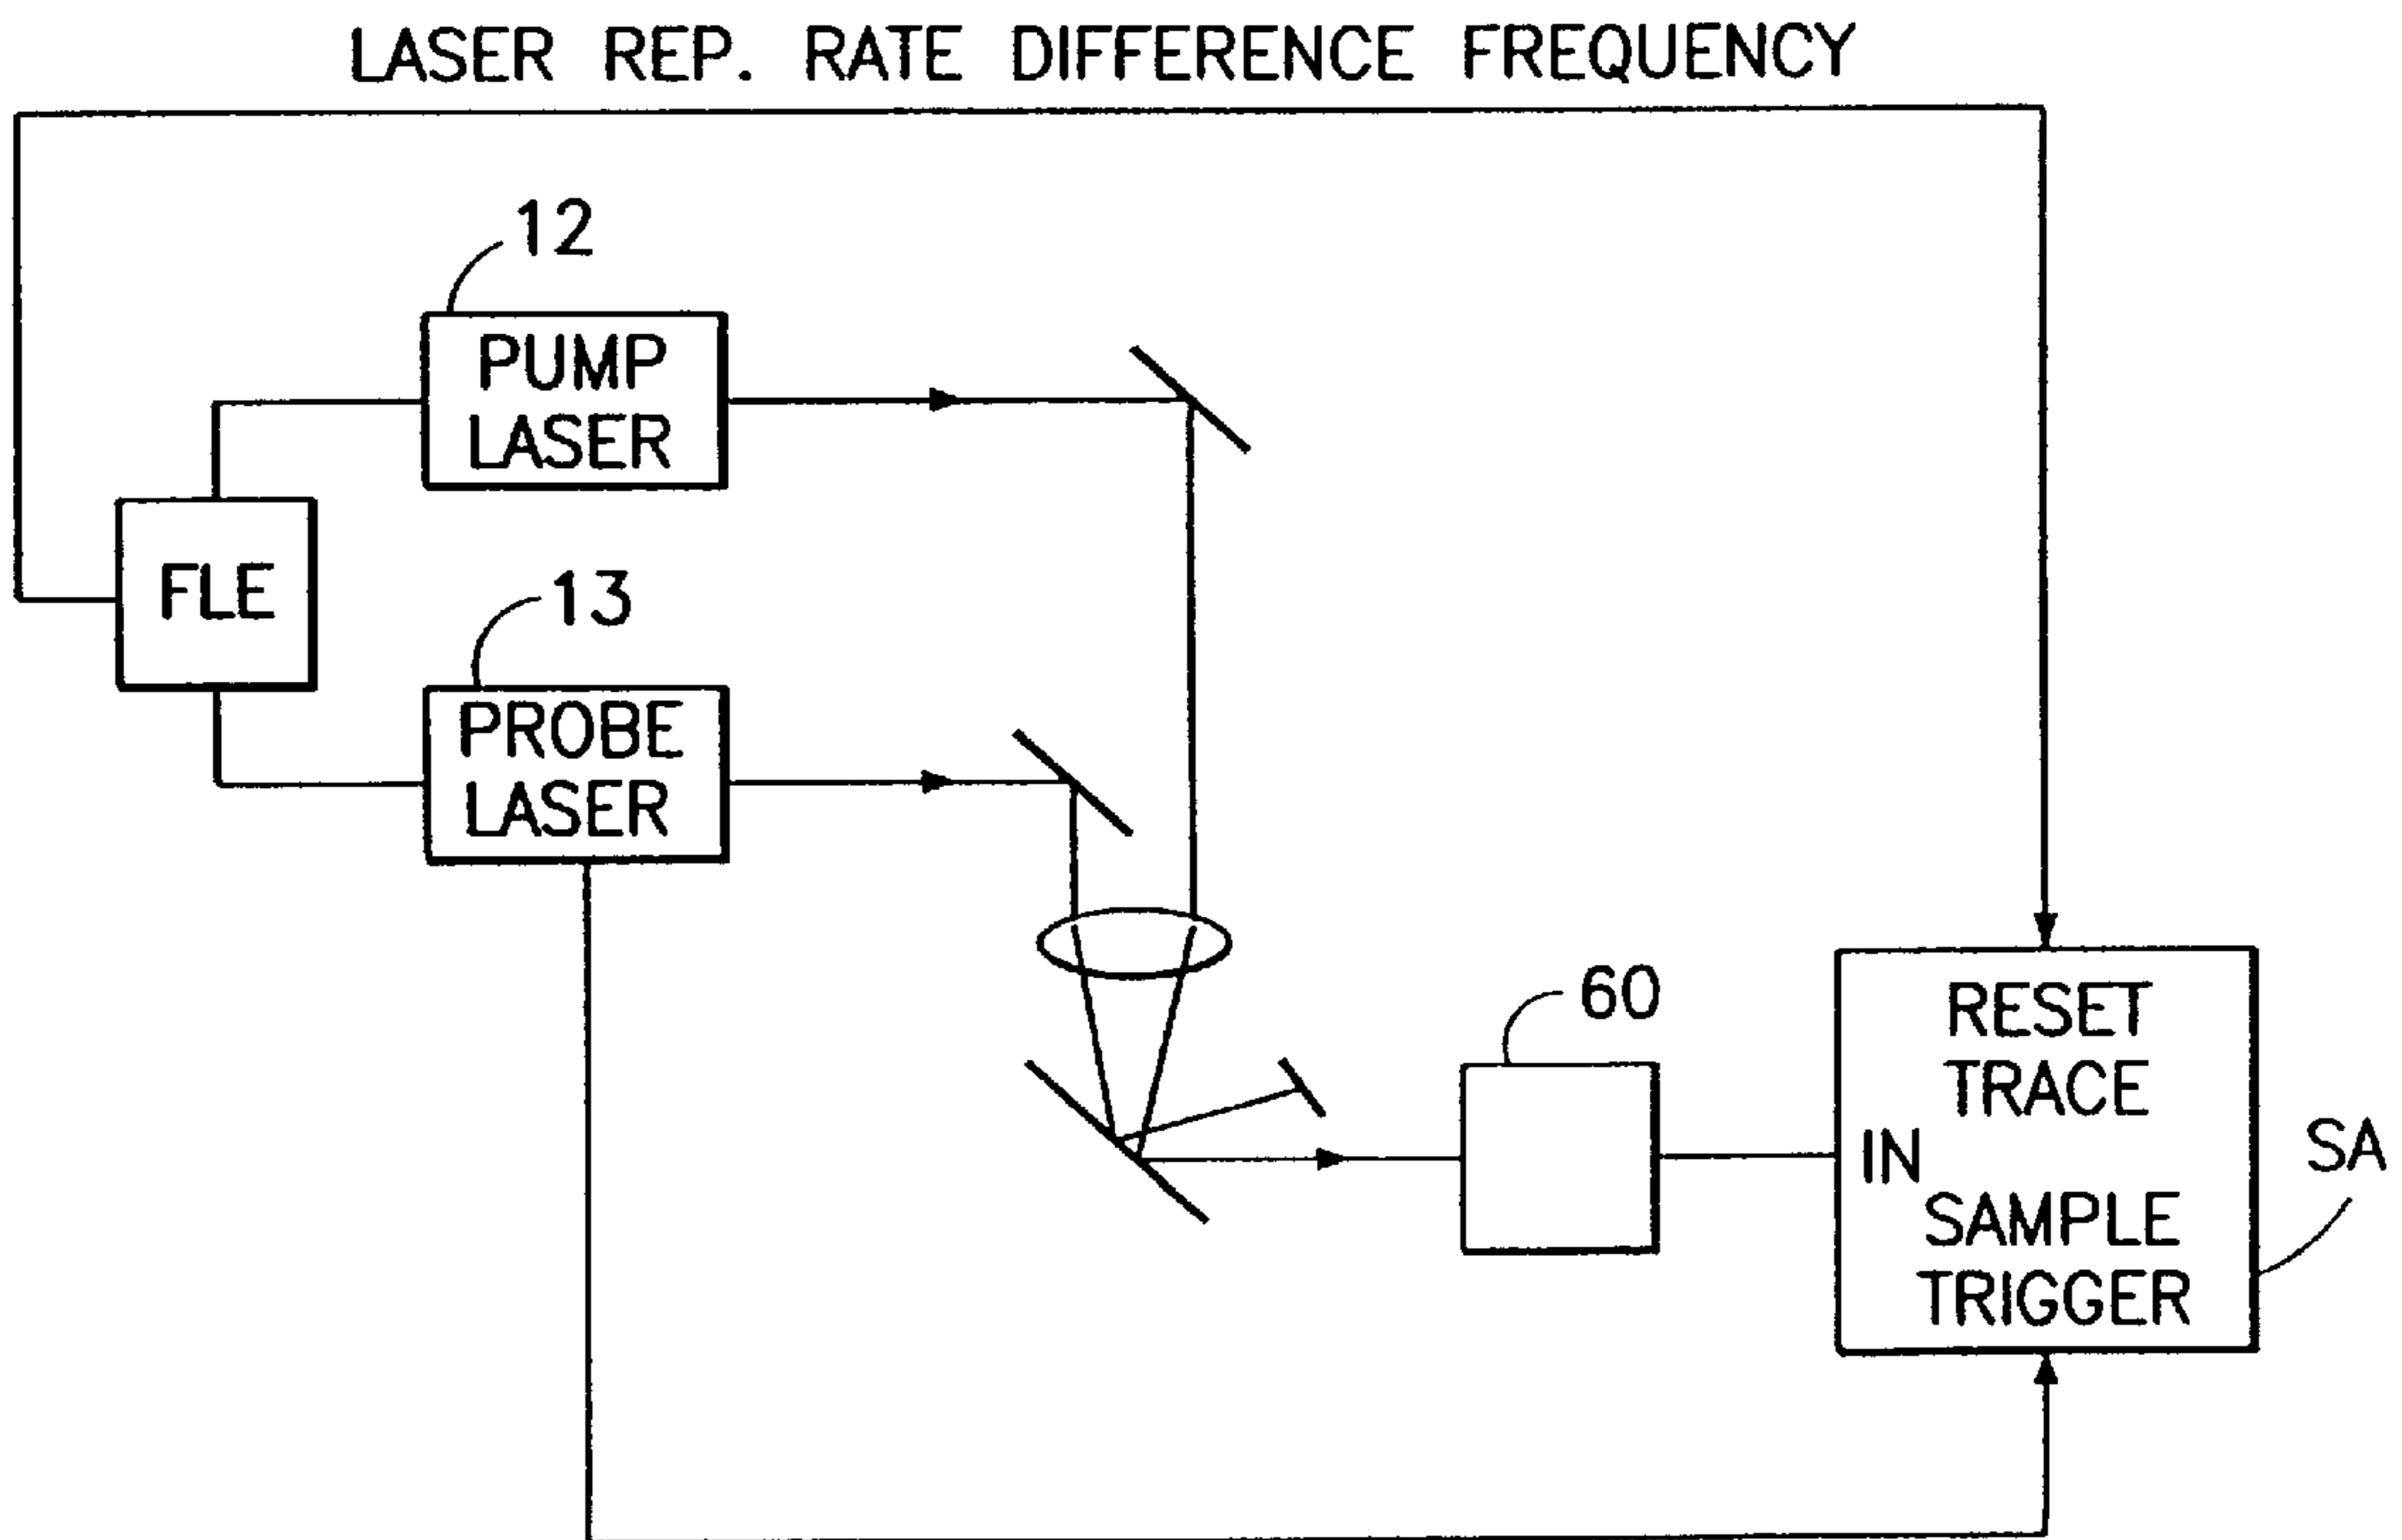 LASER REP. RATE DIFFERENCE FREQUENCY
12
PUMP
LASER
FLE
13
PROBE
LASER
60
RESET
TRACE
IN
SA
SAMPLE
TRIGGER